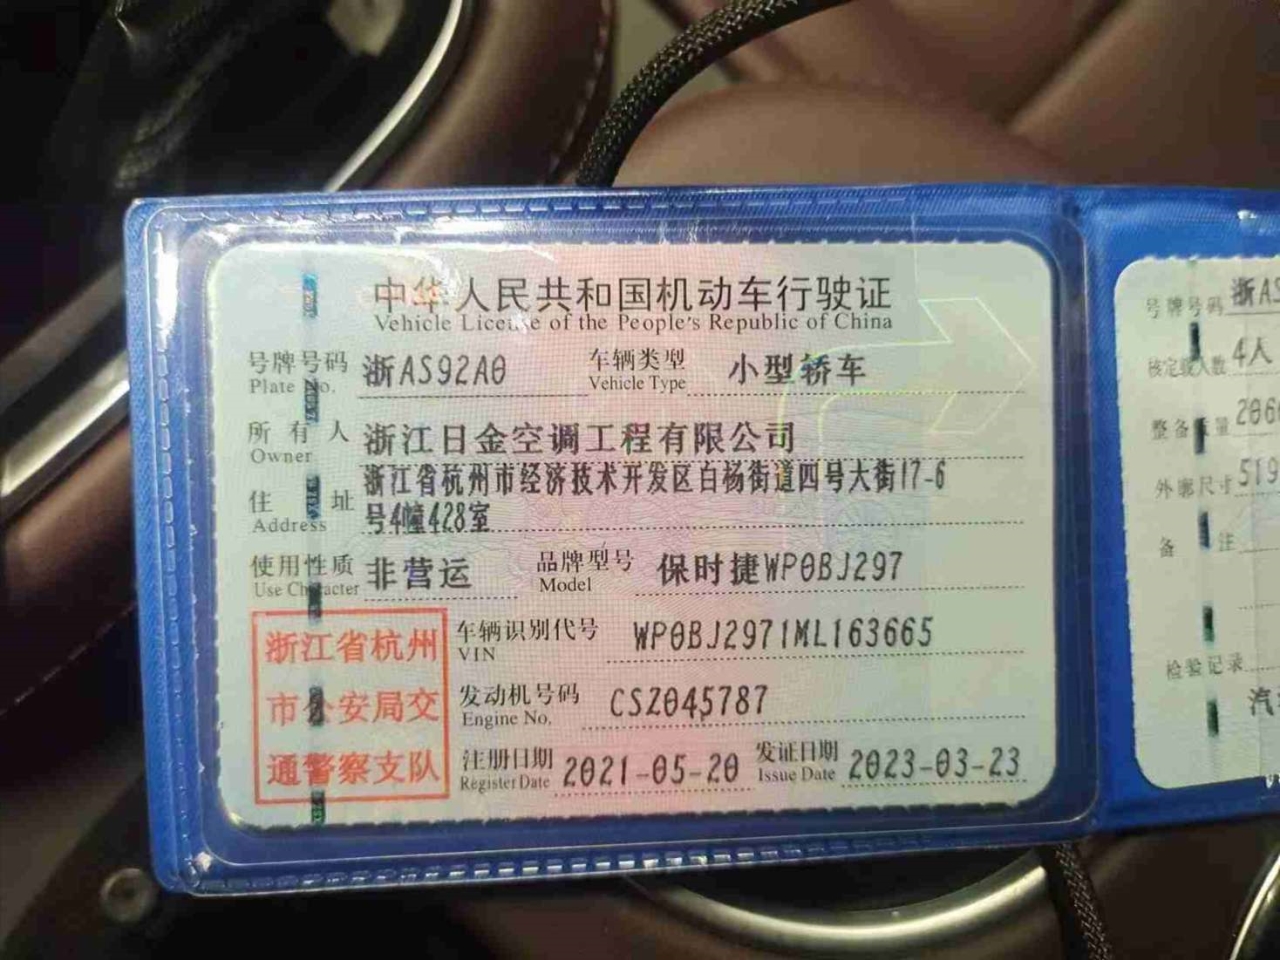 中华人民共和国机动车行驶证
Vehicle License of the People's Republic of China
号牌号码 浙AS92A0 车辆类型 小型轿车
Plate No. Vehicle Type
所有人 浙江日金空调工程有限公司
Owner
住址 浙江省杭州市经济技术开发区白杨街道四号大街17-6
号4幢428室
Address
使用性质 非营运 品牌型号 保时捷WP0BJ297
Use Character Model
浙江省杭州
市公安局交
通警察支队
车辆识别代号 WP0BJ2971ML163665
VIN
发动机号码 CSZ045787
Engine No.
注册日期 2021-05-20 发证日期 2023-03-23
Register Date Issue Date
号牌号码 浙AS
核定载人数 4人
整备质量 206
外廓尺寸 519
备注
检验记录
汽